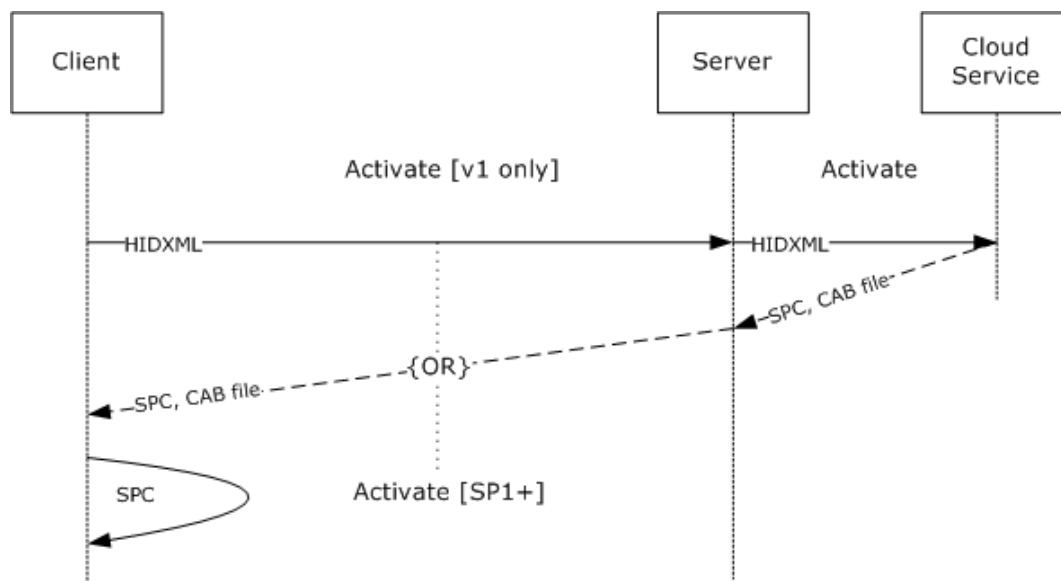 Client
Server
Cloud
Service
Activate [v1 only]
Activate
HIDXML
HIDXML
SPC, CAB file
{OR}
SPC, CAB file
SPC
Activate [SP1+]